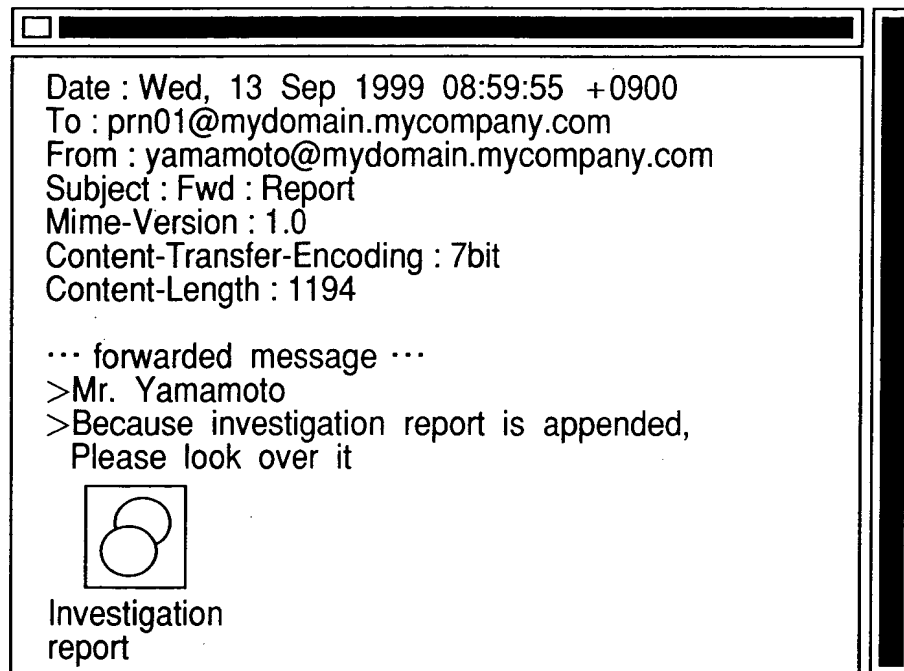 Date : Wed, 13 Sep 1999 08:59:55 +0900
To : prn01@mydomain.mycompany.com
From : yamamoto@mydomain.mycompany.com
Subject : Fwd : Report
Mime-Version : 1.0
Content-Transfer-Encoding : 7bit
Content-Length : 1194
··· forwarded message ···
>Mr. Yamamoto
>Because investigation report is appended,
Please look over it
Investigation
report